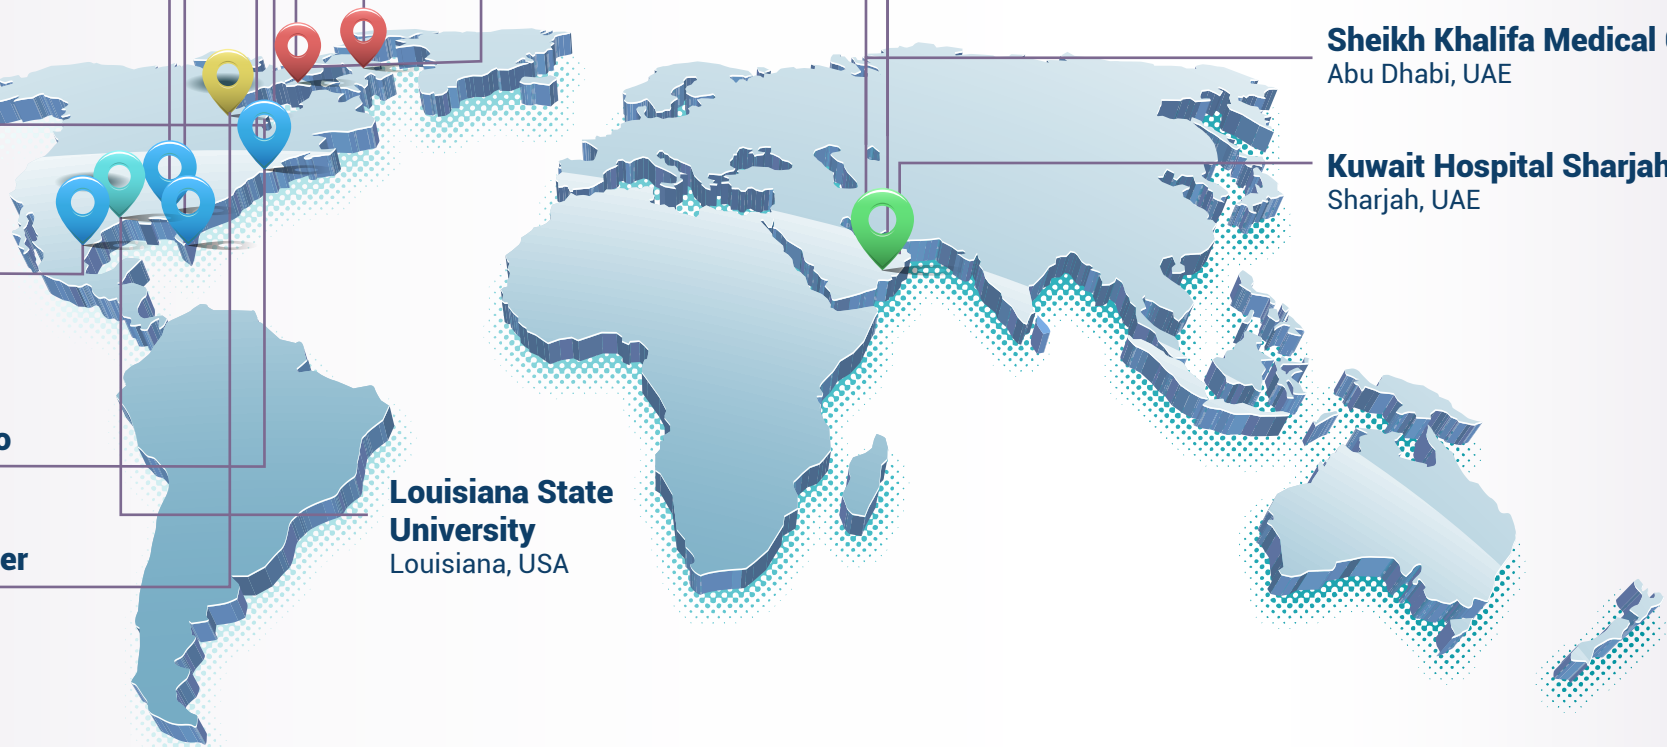 Sheikh Khalifa Medical
Abu Dhabi, UAE
Kuwait Hospital Sharjah
Sharjah, UAE
o
Louisiana State
University
Louisiana, USA
er